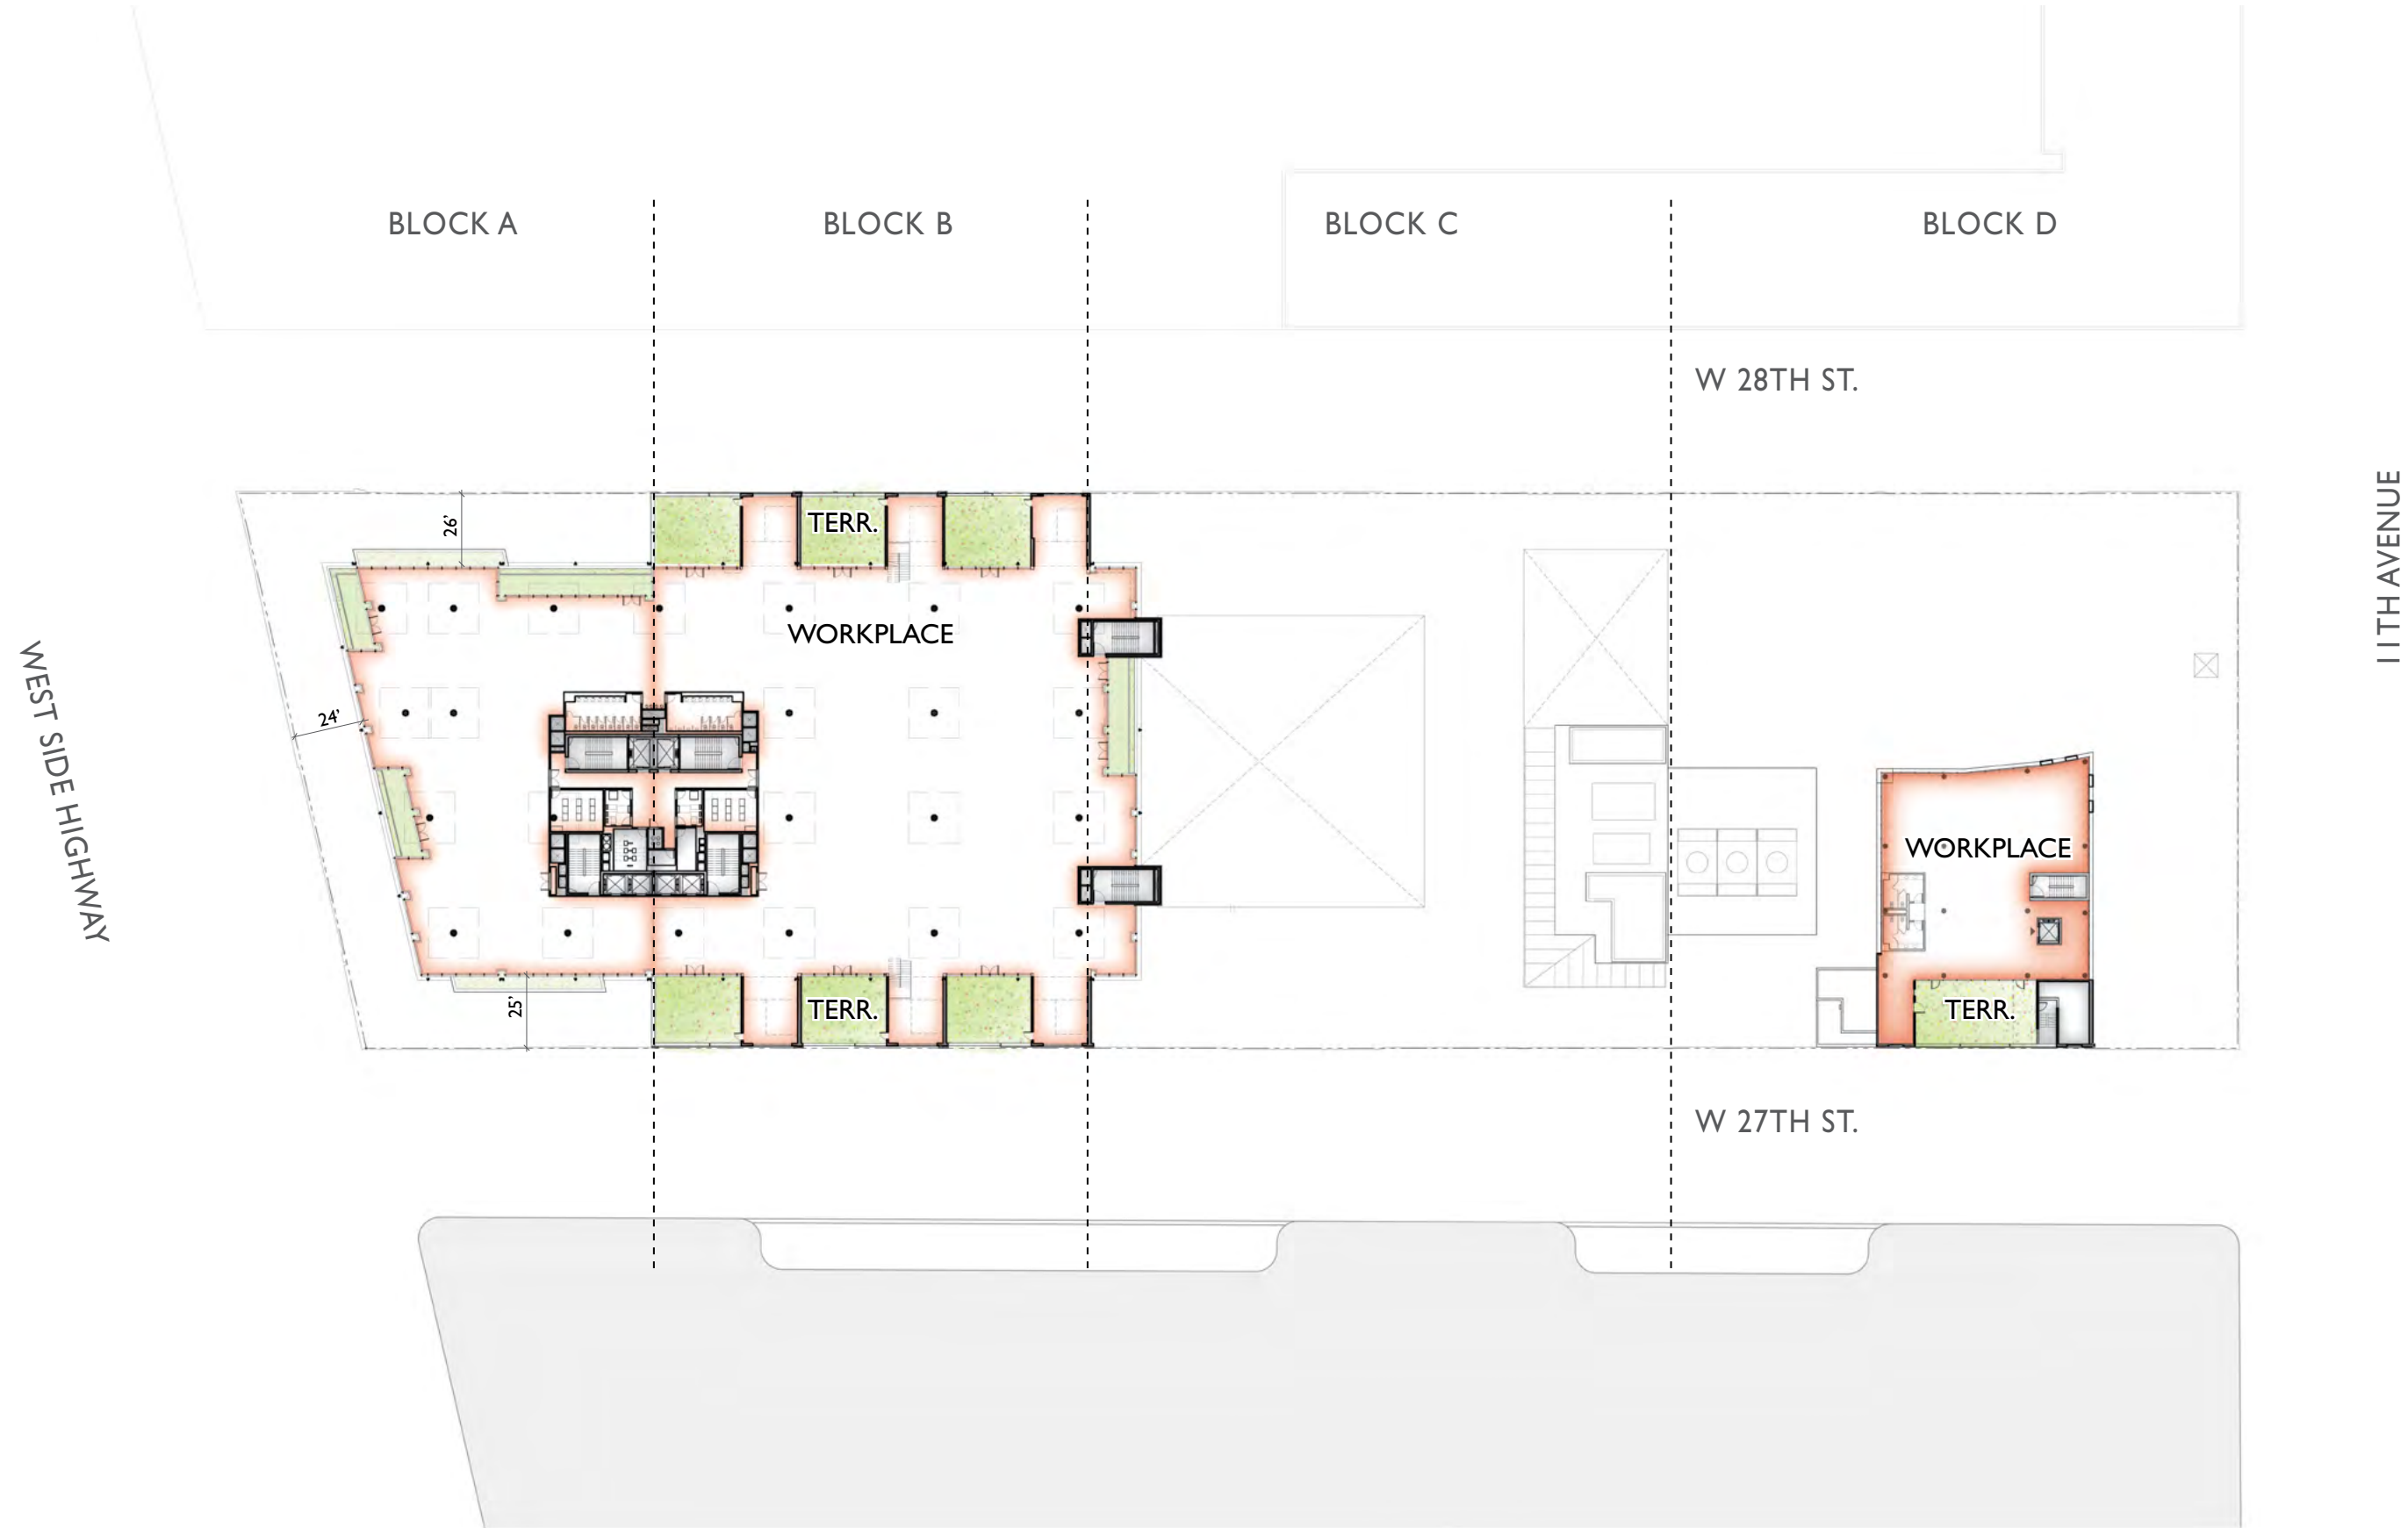 BLOCK A
BLOCK B
BLOCK C
BLOCK D
W 28TH ST.
11TH AVENUE
26'
TERR.
WORKPLACE
WEST SIDE HIGHWAY
24'
WORKPLACE
25'
TERR.
TERR.
W 27TH ST.